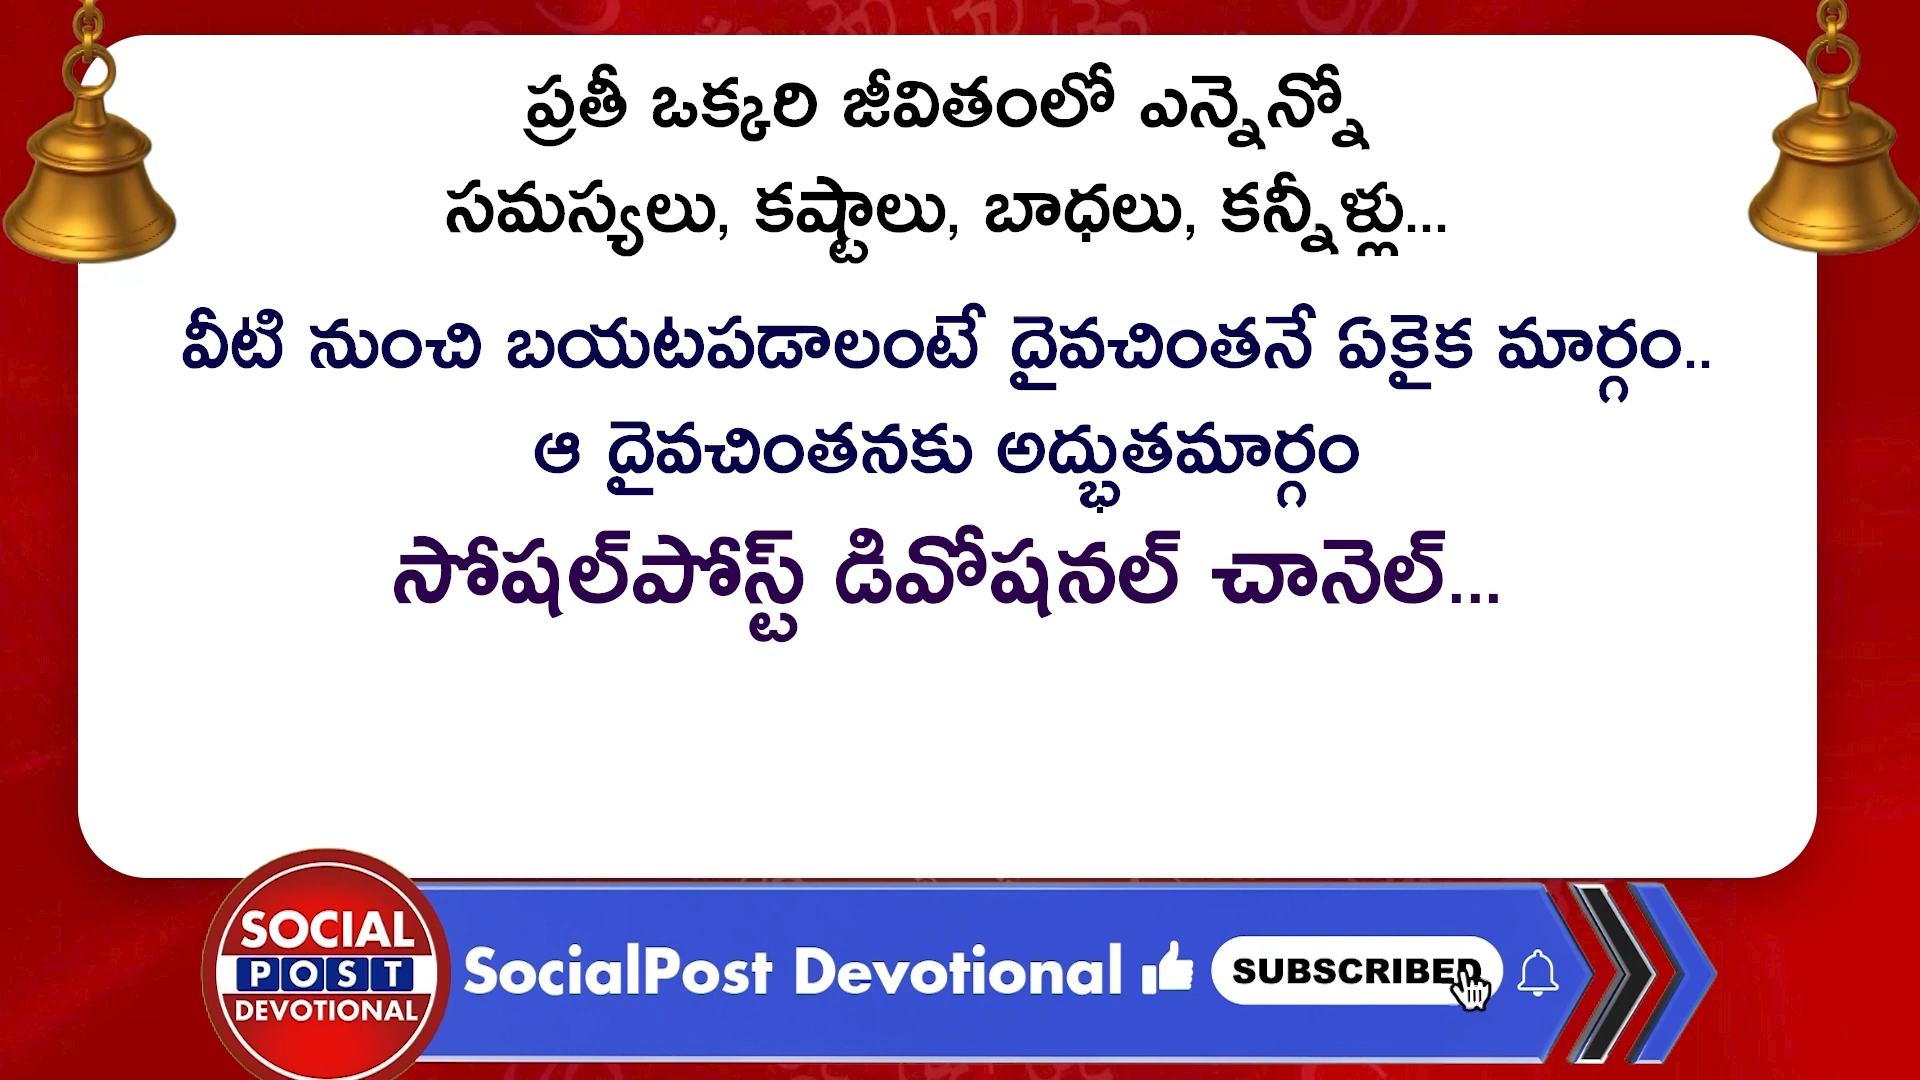 ప్రతీ ఒక్కరి జీవితంలో ఎన్నెన్నో
సమస్యలు, కష్టాలు, బాధలు, కన్నీళ్లు...
వీటి నుంచి బయటపడాలంటే దైవచింతనే ఏకైక మార్గం..
ఆ దైవచింతనకు అద్భుతమార్గం
సోషల్‌పోస్ట్ డివోషనల్ చానెల్...
SOCIAL
POST
DEVOTIONAL
SocialPost Devotional
SUBSCRIBED